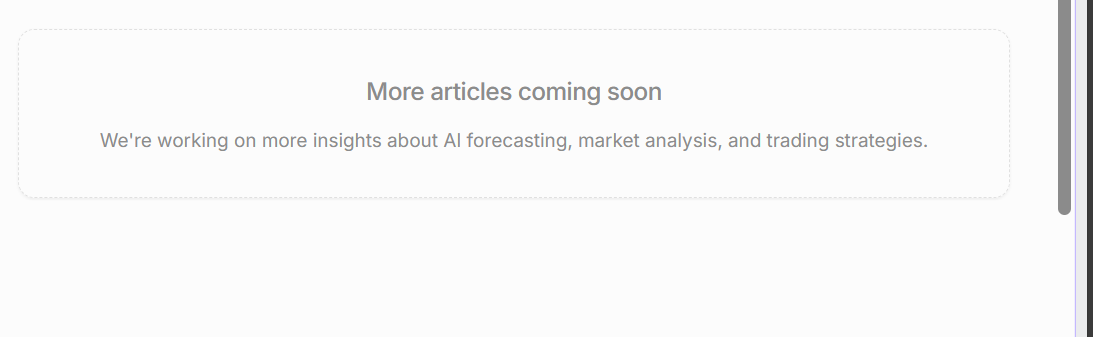 More articles coming soon
We're working on more insights about AI forecasting, market analysis, and trading strategies.